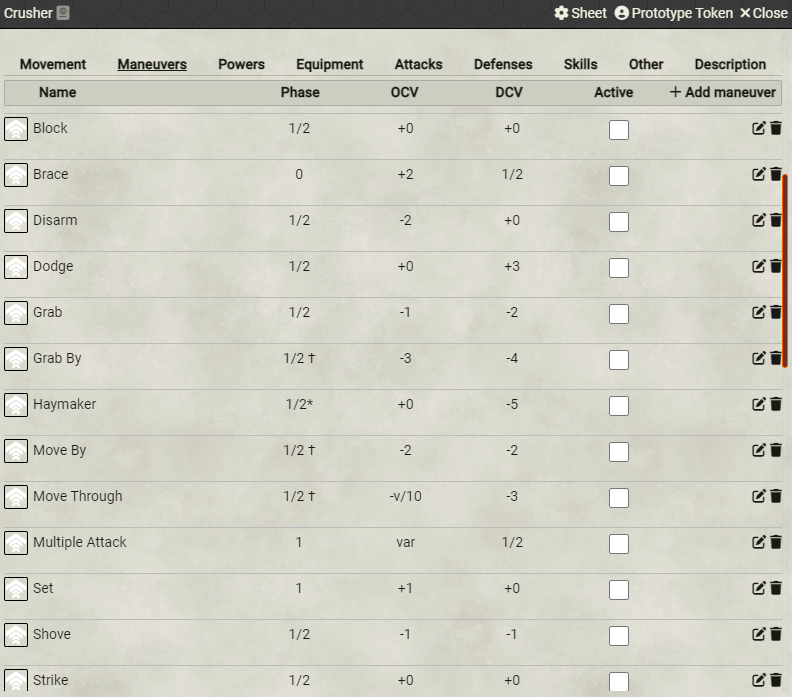 Crusher Sheet Prototype Token Close
Movement Maneuvers Powers Equipment Attacks Defenses Skills Other Description
Name Phase OCV DCV Active + Add maneuver
Block 1/2 +0 +0
Brace 0 +2 1/2
Disarm 1/2 -2 +0
Dodge 1/2 +0 +3
Grab 1/2 -1 -2
Grab By 1/2 † -3 -4
Haymaker 1/2* +0 -5
Move By 1/2 † -2 -2
Move Through 1/2 † -v/10 -3
Multiple Attack 1 var 1/2
Set 1 +1 +0
Shove 1/2 -1 -1
Strike 1/2 +0 +0